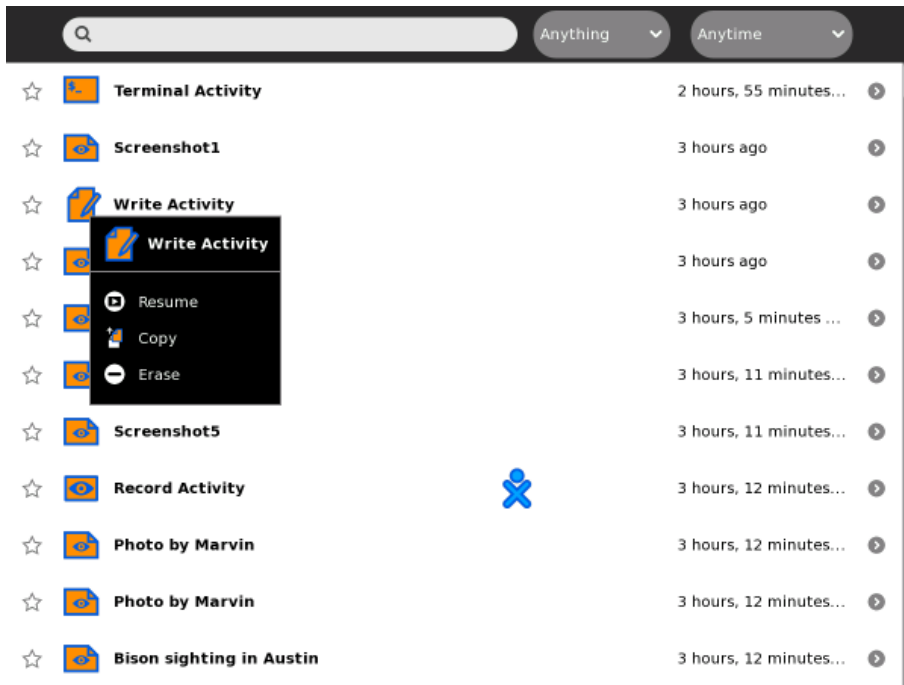 Anything Anytime
$_ Terminal Activity 2 hours, 55 minutes...
Screenshot1 3 hours ago
Write Activity 3 hours ago
Write Activity
3 hours ago
Resume
3 hours, 5 minutes ...
Copy
Erase
3 hours, 11 minutes...
Screenshot5 3 hours, 11 minutes...
Record Activity 3 hours, 12 minutes...
Photo by Marvin 3 hours, 12 minutes...
Photo by Marvin 3 hours, 12 minutes...
Bison sighting in Austin 3 hours, 12 minutes...